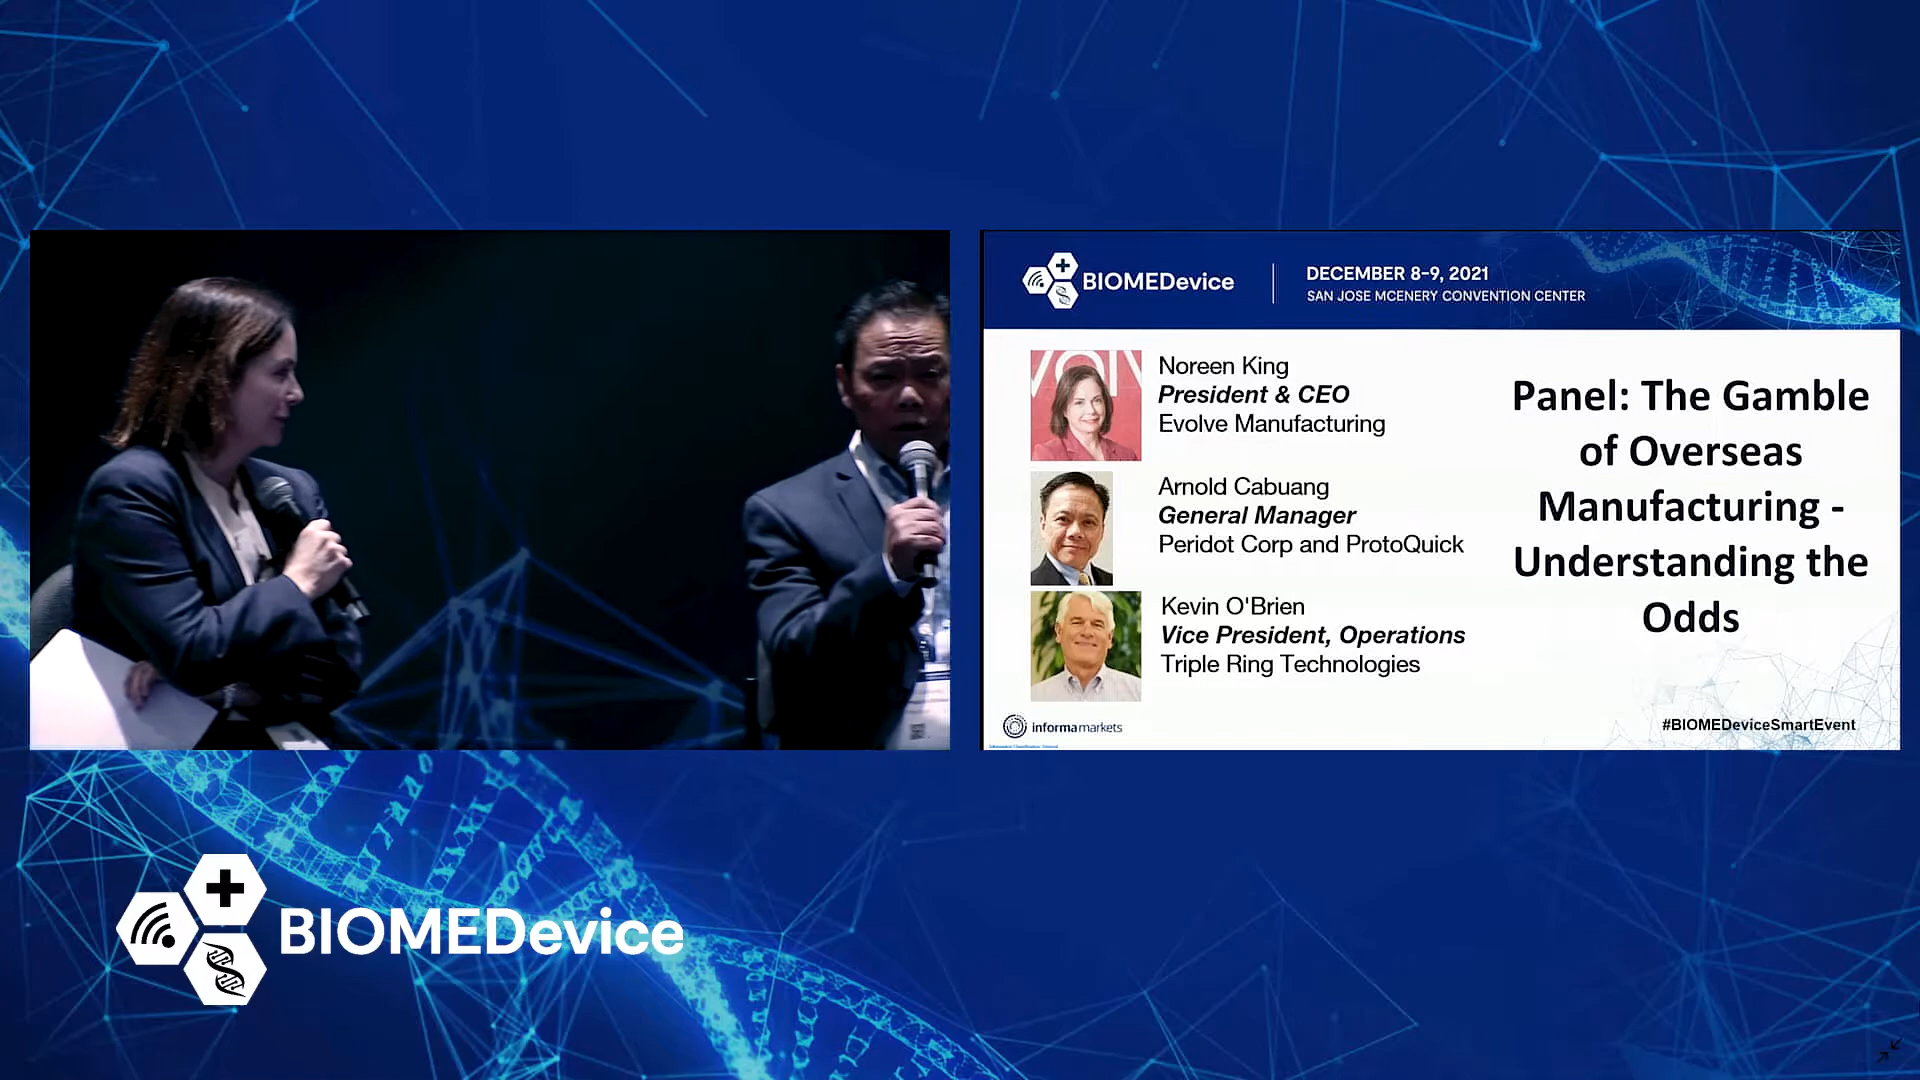 BIOMEDevice
DECEMBER 8-9, 2021
SAN JOSE MCENERY CONVENTION CENTER
Noreen King
President & CEO
Evolve Manufacturing
Arnold Cabuang
General Manager
Peridot Corp and ProtoQuick
Kevin O'Brien
Vice President, Operations
Triple Ring Technologies
Panel: The Gamble
of Overseas
Manufacturing -
Understanding the
Odds
informa markets
#BIOMEDeviceSmartEvent
BIOMEDevice